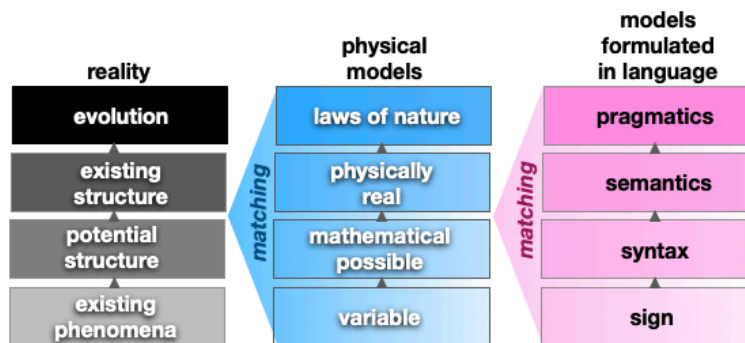 reality
evolution
existing
structure
potential
structure
existing
phenomena
matching
physical
models
laws of nature
physically
real
mathematical
possible
variable
matching
models
formulated
in language
pragmatics
semantics
syntax
sign